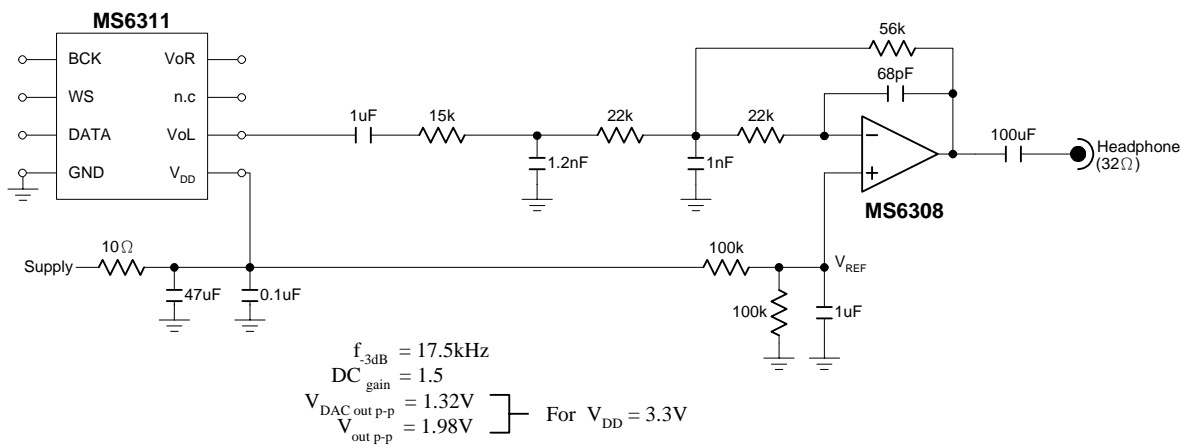 MS6311
BCK
VoR
WS
n.c
DATA
VoL
GND
VDD
1uF
15k
1.2nF
22k
1nF
22k
56k
68pF
MS6308
100uF
Headphone
(32Ω)
Supply
10Ω
47uF
0.1uF
100k
VREF
100k
1uF
f-3dB = 17.5kHz
DC gain = 1.5
VDAC out p-p = 1.32V
Vout p-p = 1.98V
For VDD = 3.3V